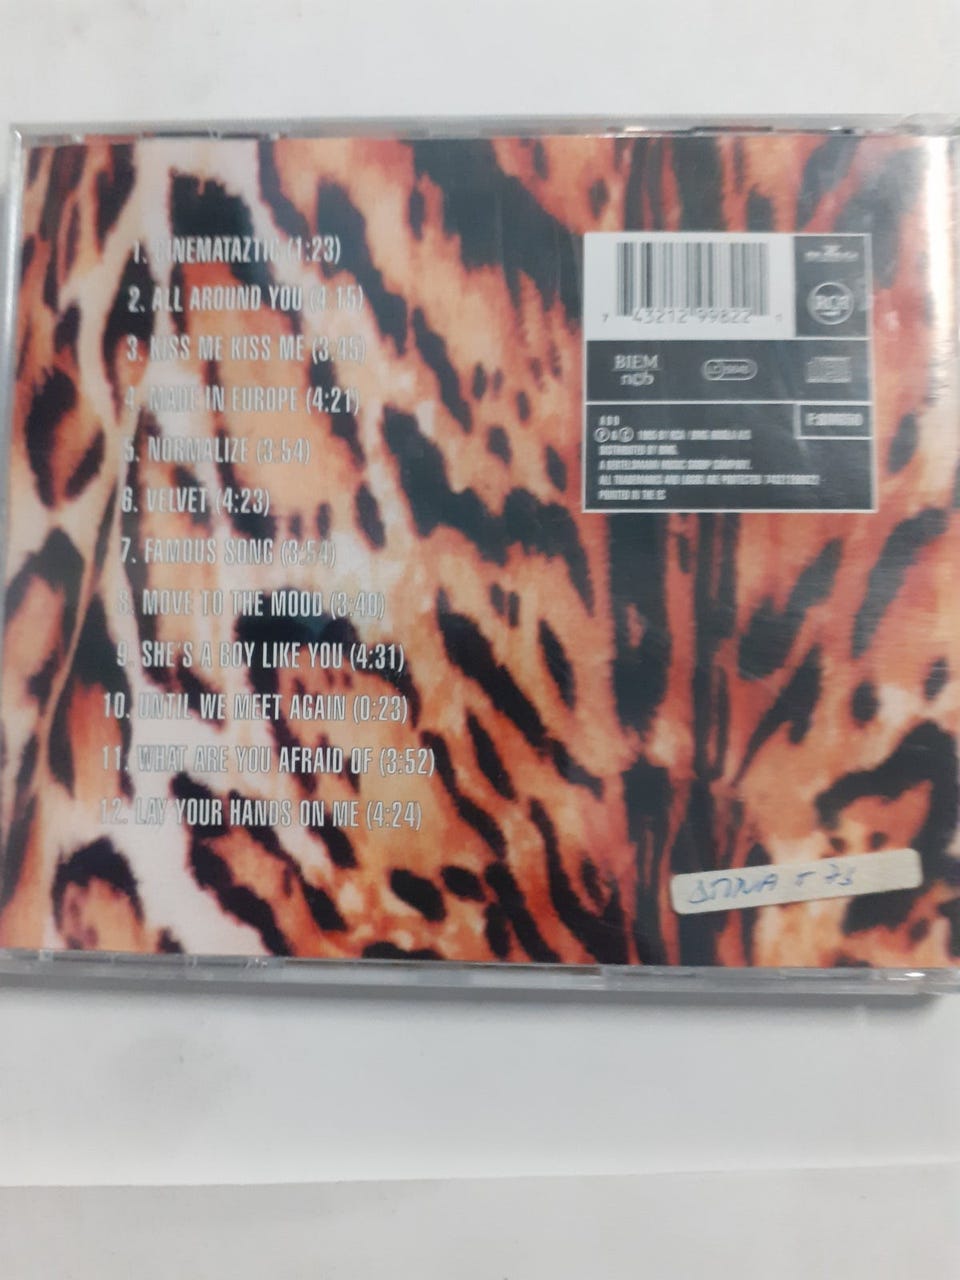 1. CINEMATAZTIC (1:23)
2. ALL AROUND YOU (4:15)
3. KISS ME KISS ME (3:45)
4. MADE IN EUROPE (4:21)
5. NORMALIZE (3:54)
6. VELVET (4:23)
7. FAMOUS SONG (3:54)
8. MOVE TO THE MOOD (3:40)
9. SHE'S A BOY LIKE YOU (4:31)
10. UNTIL WE MEET AGAIN (0:23)
11. WHAT ARE YOU AFRAID OF (3:52)
12. LAY YOUR HANDS ON ME (4:24)
7 43212 99822
RCA
BIEM
ncb
DISTRIBUTED BY BMG.
A BERTELSMANN MUSIC GROUP COMPANY.
ALL TRADEMARKS AND LOGOS ARE PROTECTED
PRINTED IN THE EC